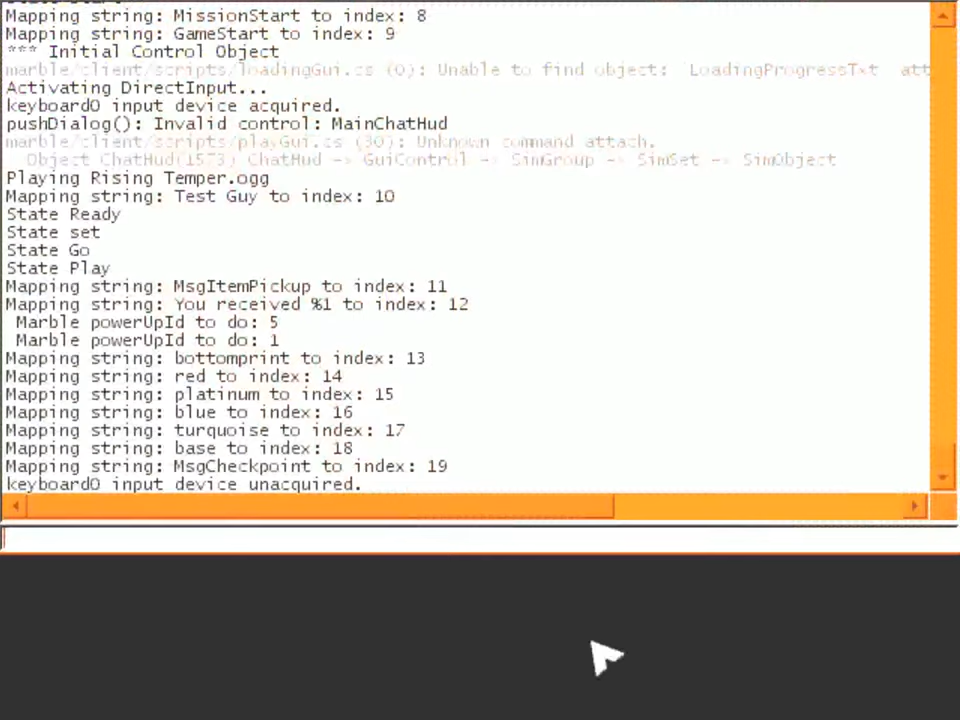 Mapping string: MissionStart to index: 8
Mapping string: GameStart to index: 9
*** Initial Control Object
marble/client/scripts/loadingGui.cs (0): Unable to find object: `LoadingProgressTxt` att
Activating DirectInput...
keyboard0 input device acquired.
pushDialog(): Invalid control: MainChatHud
marble/client/scripts/playGui.cs (30): Unknown command attach.
Object ChatHud(1573) ChatHud -> GuiControl -> SimGroup -> SimSet -> SimObject
Playing Rising Temper.ogg
Mapping string: Test Guy to index: 10
State Ready
State set
State Go
State Play
Mapping string: MsgItemPickup to index: 11
Mapping string: You received %1 to index: 12
Marble powerUpId to do: 5
Marble powerUpId to do: 1
Mapping string: bottomprint to index: 13
Mapping string: red to index: 14
Mapping string: platinum to index: 15
Mapping string: blue to index: 16
Mapping string: turquoise to index: 17
Mapping string: base to index: 18
Mapping string: MsgCheckpoint to index: 19
keyboard0 input device unacquired.